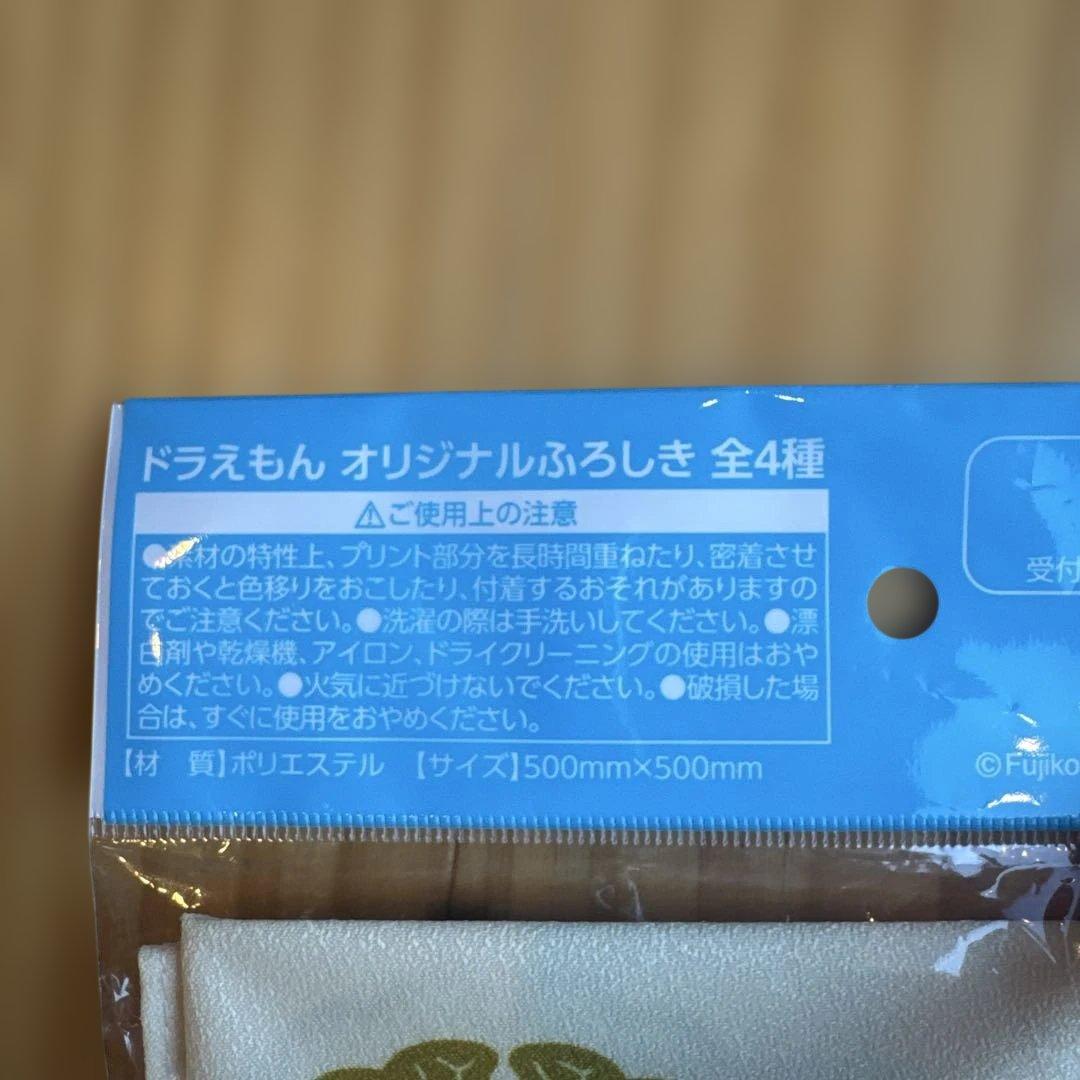 ドラえもん オリジナルふろしき 全4種
⚠ご使用上の注意
●素材の特性上、プリント部分を長時間重ねたり、密着させ
ておくと色移りをおこしたり、付着するおそれがありますの
でご注意ください。●洗濯の際は手洗いしてください。●漂
白剤や乾燥機、アイロン、ドライクリーニングの使用はおや
めください。●火気に近づけないでください。●破損した場
合は、すぐに使用をおやめください。
【材　質】ポリエステル　【サイズ】500mm×500mm
受付
©Fujiko